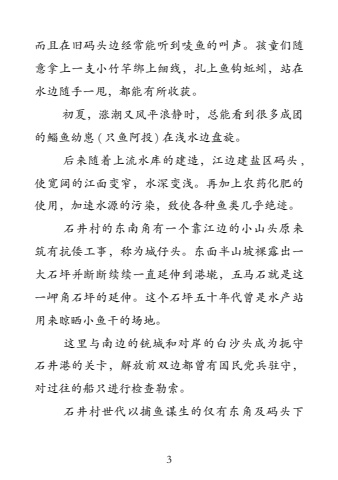 而且在旧码头边经常能听到唛鱼的叫声。孩童们随
意拿上一支小竹竿绑上细线，扎上鱼钩蚯蚓，站在
水边随手一甩，都能有所收获。
初夏，涨潮又风平浪静时，总能看到很多成团
的鲻鱼幼崽（只鱼阿投）在浅水边盘旋。
后来随着上流水库的建造，江边建盐区码头，
使宽阔的江面变窄，水深变浅。再加上农药化肥的
使用，加速水源的污染，致使各种鱼类几乎绝迹。
石井村的东南角有一个靠江边的小山头原来
筑有抗倭工事，称为城仔头。东面半山坡裸露出一
大石坪并断断续续一直延伸到港墘，五马石就是这
一岬角石坪的延伸。这个石坪五十年代曾是水产站
用来晾晒小鱼干的场地。
这里与南边的铳城和对岸的白沙头成为扼守
石井港的关卡，解放前双边都曾有国民党兵驻守，
对过往的船只进行检查勒索。
石井村世代以捕鱼谋生的仅有东角及码头下
3